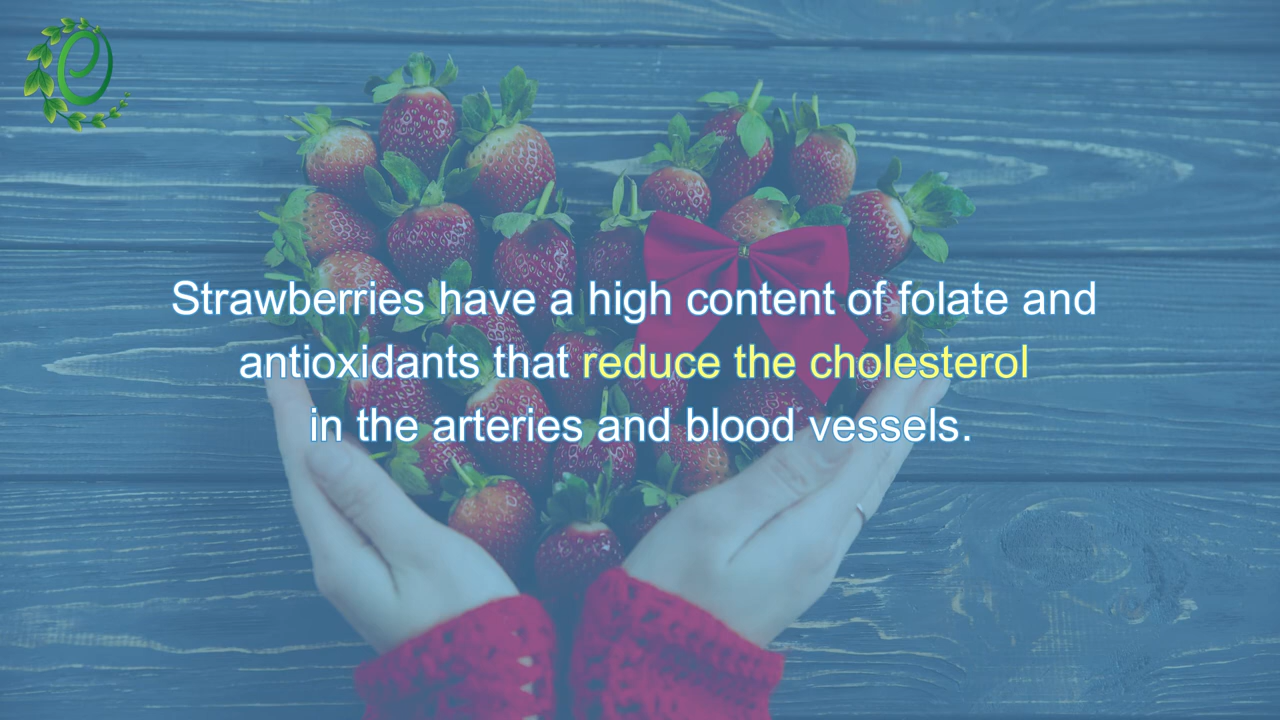 Strawberries have a high content of folate and
antioxidants that reduce the cholesterol
in the arteries and blood vessels.